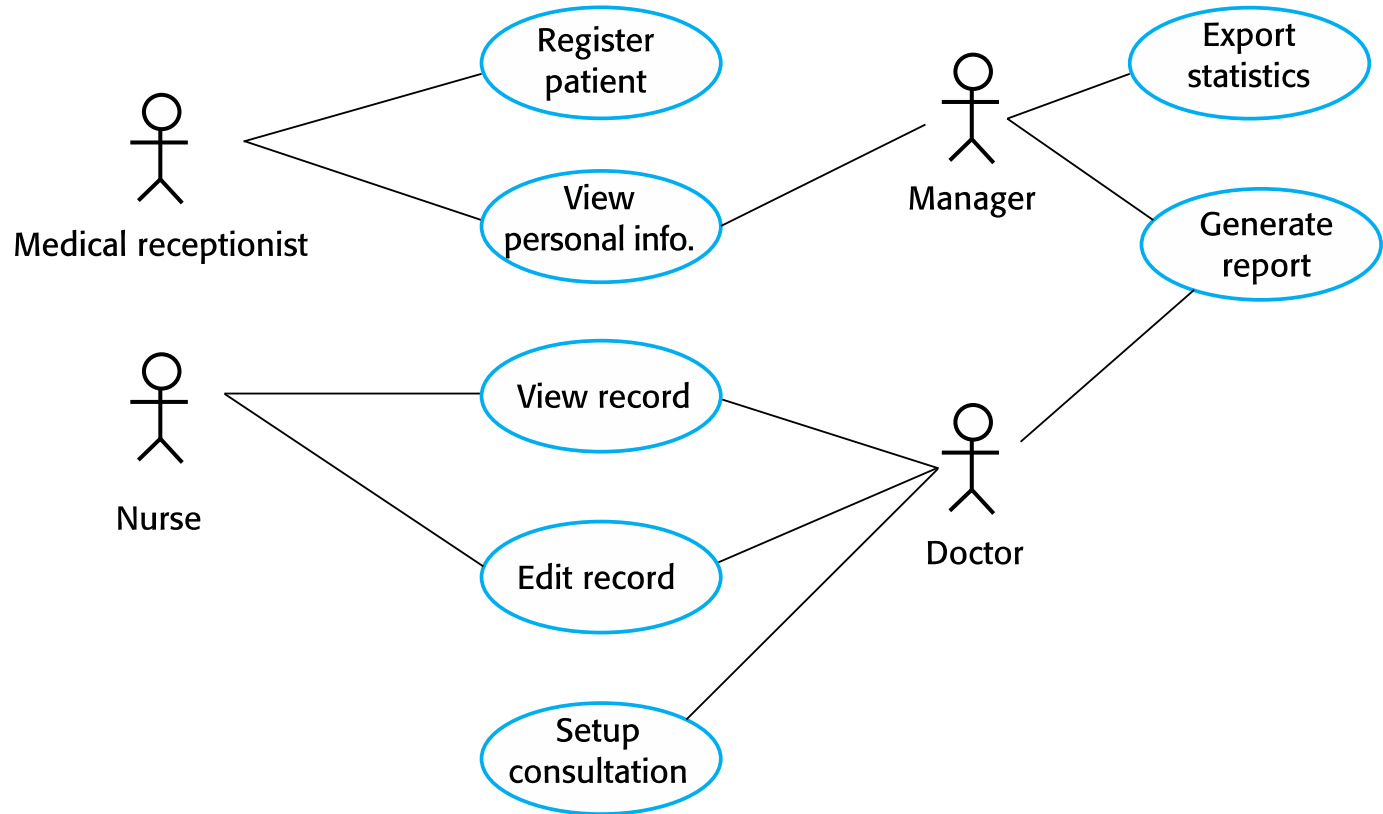 Register
patient
Export
statistics
Medical receptionist
View
personal info.
Manager
Generate
report
Nurse
View record
Edit record
Doctor
Setup
consultation